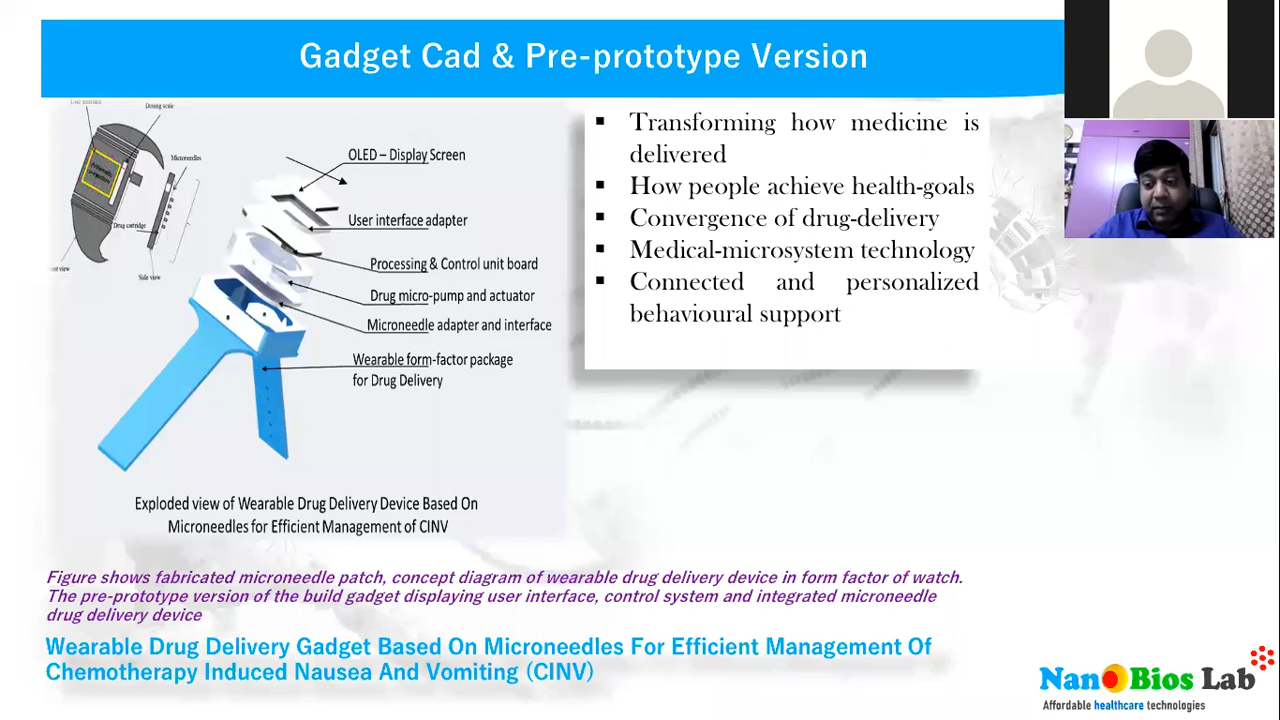 Gadget Cad & Pre-prototype Version
User interface
Dosing scale
Microneedles
Drug cartridge
Side view
view
OLED – Display Screen
User interface adapter
Processing & Control unit board
Drug micro-pump and actuator
Microneedle adapter and interface
Wearable form-factor package
for Drug Delivery
Exploded view of Wearable Drug Delivery Device Based On
Microneedles for Efficient Management of CINV
▪ Transforming how medicine is
delivered
▪ How people achieve health-goals
▪ Convergence of drug-delivery
▪ Medical-microsystem technology
▪ Connected and personalized
behavioural support
Figure shows fabricated microneedle patch, concept diagram of wearable drug delivery device in form factor of watch.
The pre-prototype version of the build gadget displaying user interface, control system and integrated microneedle
drug delivery device
Wearable Drug Delivery Gadget Based On Microneedles For Efficient Management Of
Chemotherapy Induced Nausea And Vomiting (CINV)
NanoBios Lab
Affordable healthcare technologies